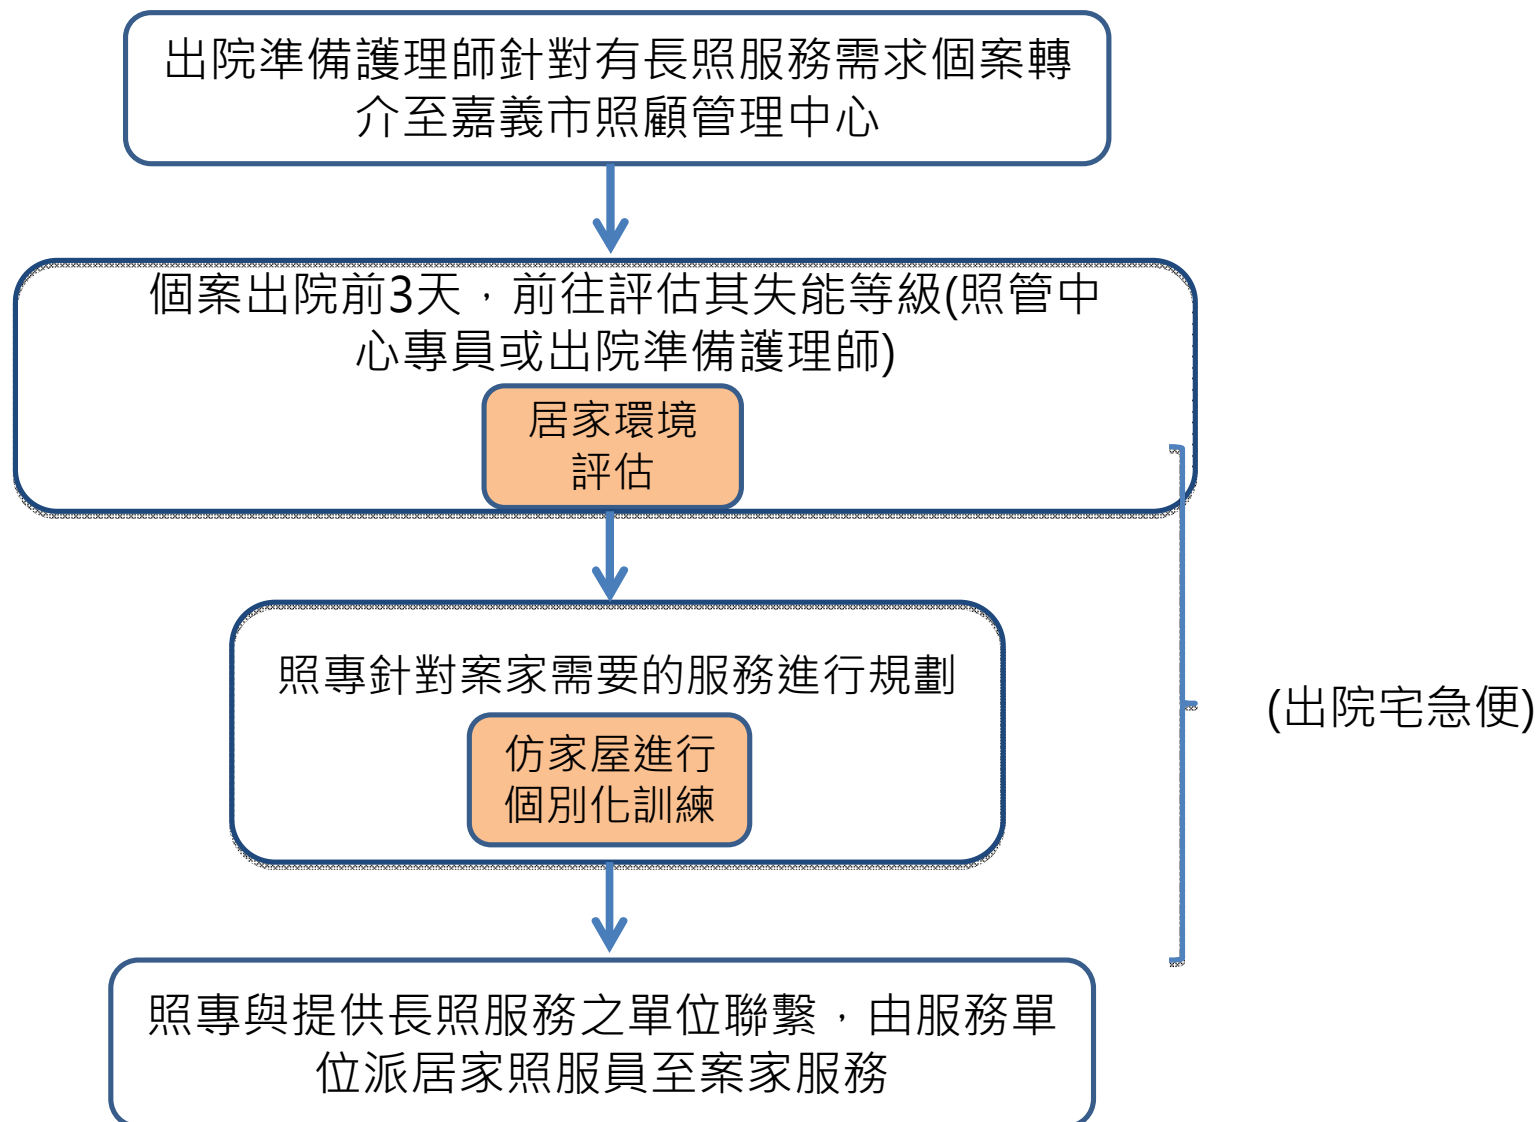 出院準備護理師針對有長照服務需求個案轉
介至嘉義市照顧管理中心
個案出院前3天，前往評估其失能等級(照管中
心專員或出院準備護理師)
居家環境
評估
照專針對案家需要的服務進行規劃
仿家屋進行
個別化訓練
(出院宅急便)
照專與提供長照服務之單位聯繫，由服務單
位派居家照服員至案家服務